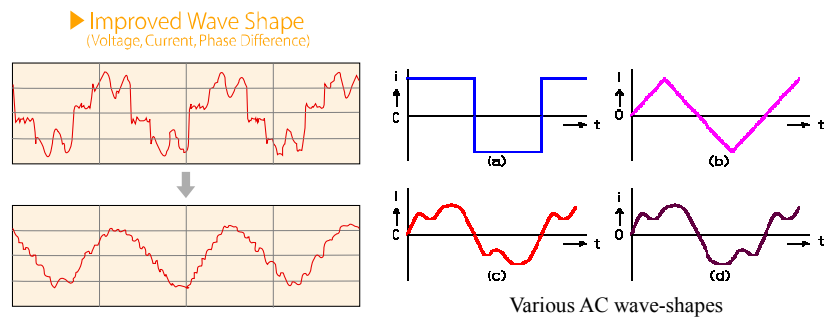 Improved Wave Shape
(Voltage, Current, Phase Difference)
i
C
t
(a)
I
0
t
(b)
I
C
t
(c)
i
0
t
(d)
Various AC wave-shapes